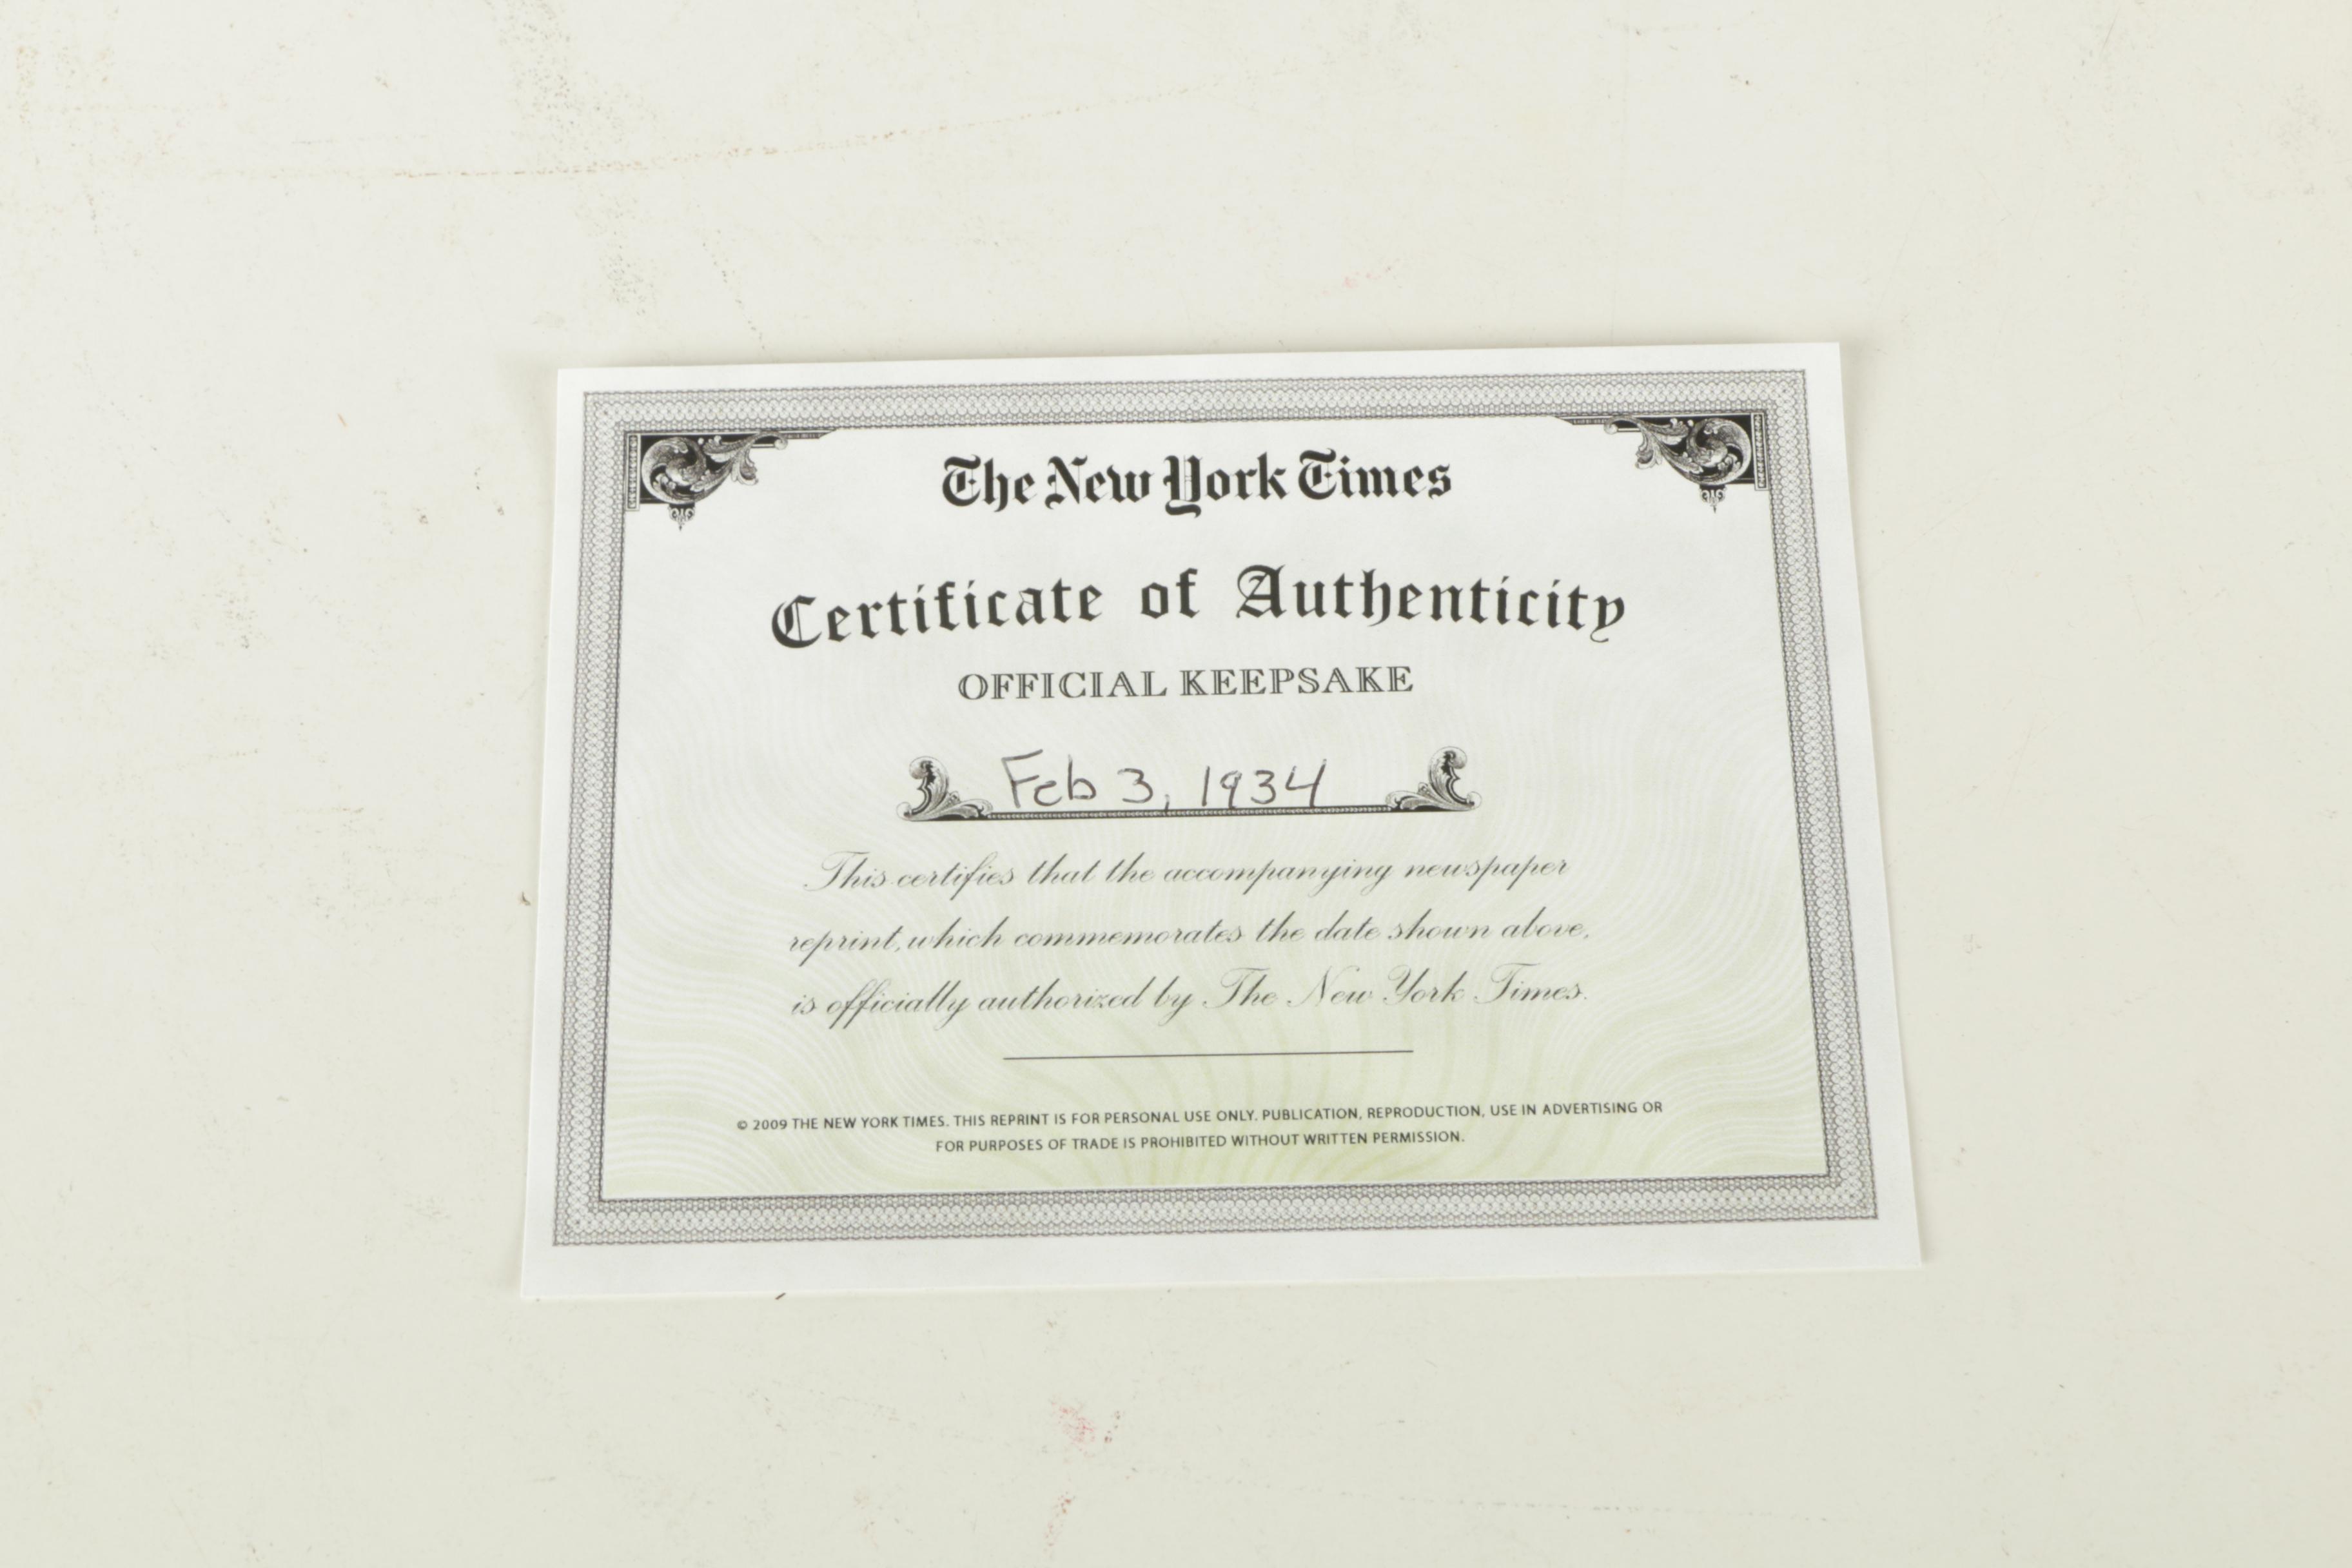 The New York Times
Certificate of Authenticity
OFFICIAL KEEPSAKE
Feb 3, 1934
This certifies that the accompanying newspaper
reprint, which commemorates the date shown above,
is officially authorized by The New York Times.
© 2009 THE NEW YORK TIMES. THIS REPRINT IS FOR PERSONAL USE ONLY. PUBLICATION, REPRODUCTION, USE IN ADVERTISING OR
FOR PURPOSES OF TRADE IS PROHIBITED WITHOUT WRITTEN PERMISSION.